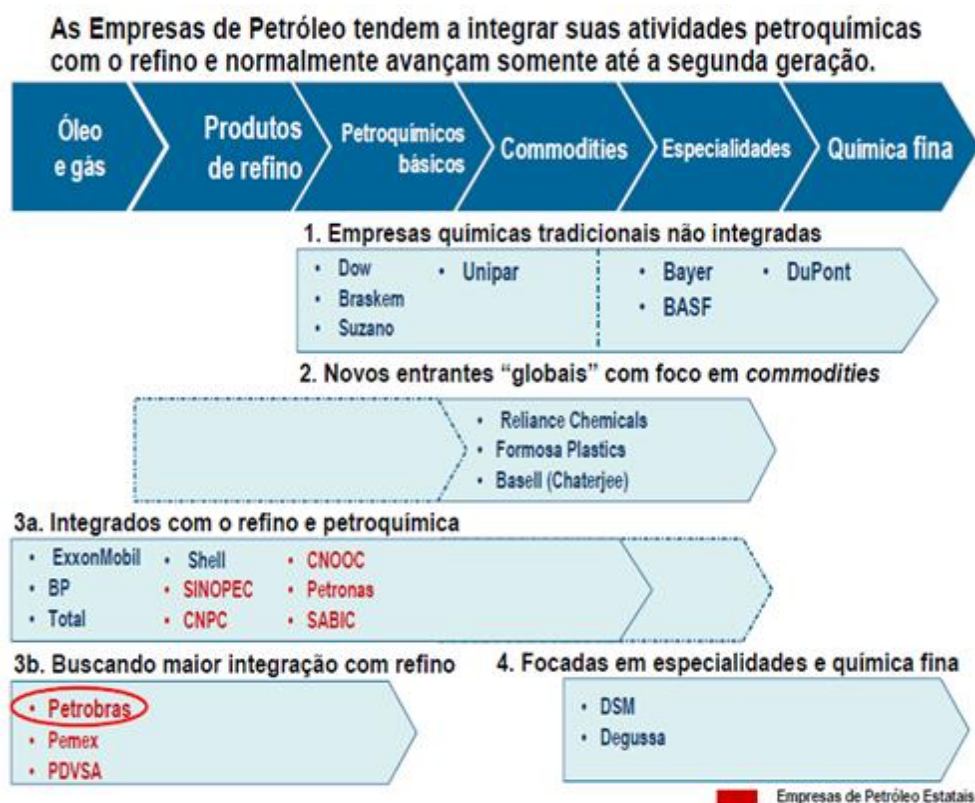 As Empresas de Petróleo tendem a integrar suas atividades petroquímicas
com o refino e normalmente avançam somente até a segunda geração.
Óleo
e gás
Produtos
de refino
Petroquímicos
básicos
Commodities
Especialidades
Química fina
1. Empresas químicas tradicionais não integradas
• Dow
• Braskem
• Suzano
• Unipar
• Bayer
• BASF
• DuPont
2. Novos entrantes “globais” com foco em commodities
• Reliance Chemicals
• Formosa Plastics
• Basell (Chaterjee)
3a. Integrados com o refino e petroquímica
• ExxonMobil
• BP
• Total
• Shell
• SINOPEC
• CNPC
• CNOOC
• Petronas
• SABIC
3b. Buscando maior integração com refino
• Petrobras
• Pemex
• PDVSA
4. Focadas em especialidades e química fina
• DSM
• Degussa
Empresas de Petróleo Estatais